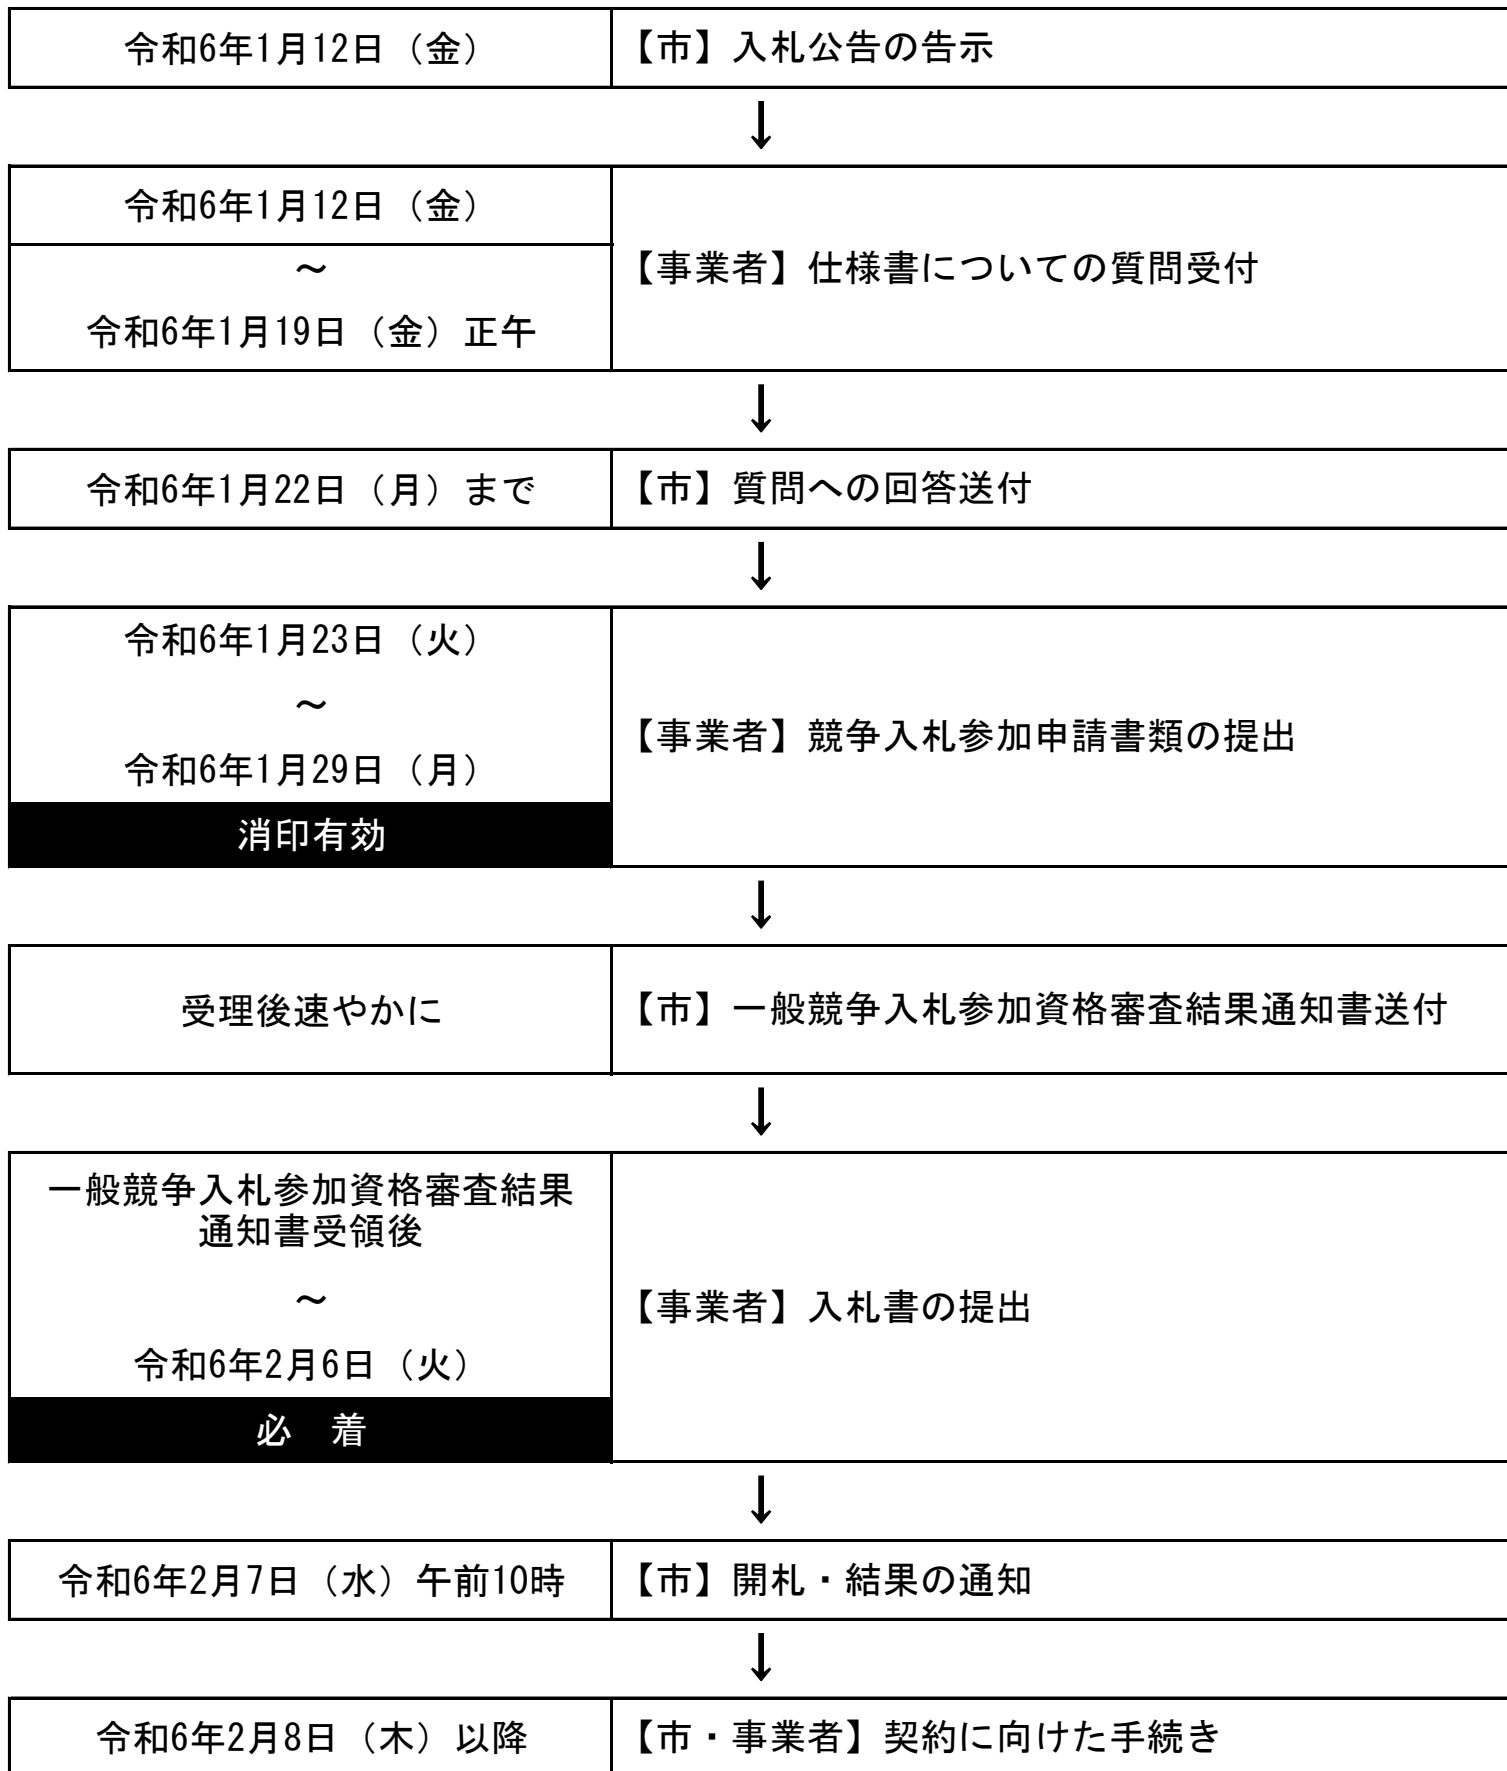 令和6年1月12日（金）
【市】入札公告の告示
↓
令和6年1月12日（金）
～
令和6年1月19日（金）正午
【事業者】仕様書についての質問受付
↓
令和6年1月22日（月）まで
【市】質問への回答送付
↓
令和6年1月23日（火）
～
令和6年1月29日（月）
消印有効
【事業者】競争入札参加申請書類の提出
↓
受理後速やかに
【市】一般競争入札参加資格審査結果通知書送付
↓
一般競争入札参加資格審査結果
通知書受領後
～
令和6年2月6日（火）
必　着
【事業者】入札書の提出
↓
令和6年2月7日（水）午前10時
【市】開札・結果の通知
↓
令和6年2月8日（木）以降
【市・事業者】契約に向けた手続き